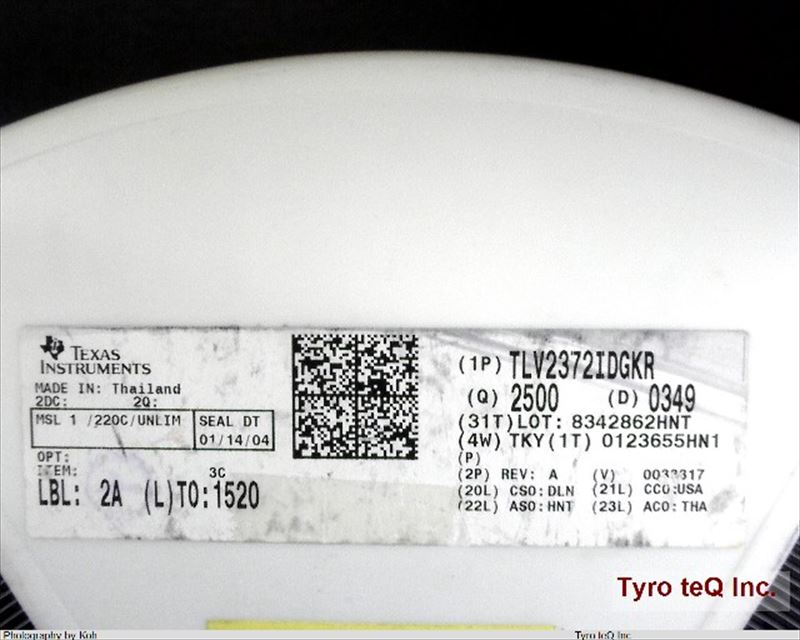 TEXAS
INSTRUMENTS
MADE IN: Thailand
2DC: 2Q:
MSL 1 /220C/UNLIM
SEAL DT
01/14/04
OPT:
ITEM:
3C
LBL: 2A (L)TO:1520
(1P) TLV2372IDGKR
(Q) 2500 (D) 0349
(31T)LOT: 8342862HNT
(4W) TKY(1T) 0123655HN1
(P)
(2P) REV: A (V) 0033317
(20L) CSO:DLN (21L) CCO:USA
(22L) ASO:HNT (23L) ACO:THA
Tyro teQ Inc.
Photography by Koh
Tyro teQ Inc